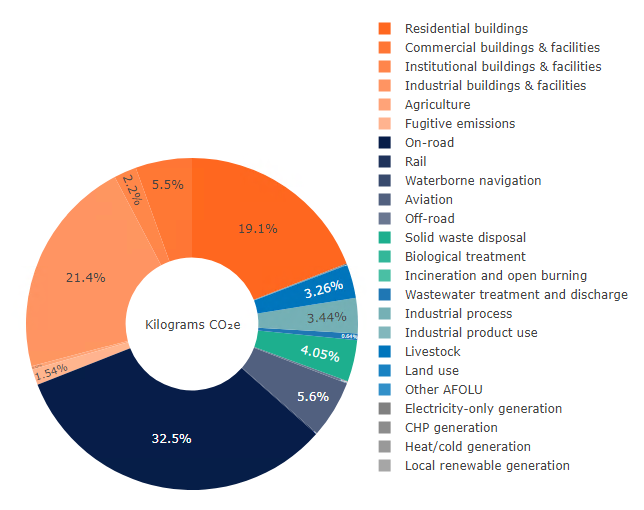 Residential buildings
Commercial buildings & facilities
Institutional buildings & facilities
Industrial buildings & facilities
Agriculture
Fugitive emissions
On-road
Rail
Waterborne navigation
Aviation
Off-road
Solid waste disposal
Biological treatment
Incineration and open burning
Wastewater treatment and discharge
Industrial process
Industrial product use
Livestock
Land use
Other AFOLU
Electricity-only generation
CHP generation
Heat/cold generation
Local renewable generation
5.5%
2.2%
19.1%
21.4%
3.26%
3.44%
Kilograms CO₂e
4.05%
1.54%
5.6%
32.5%